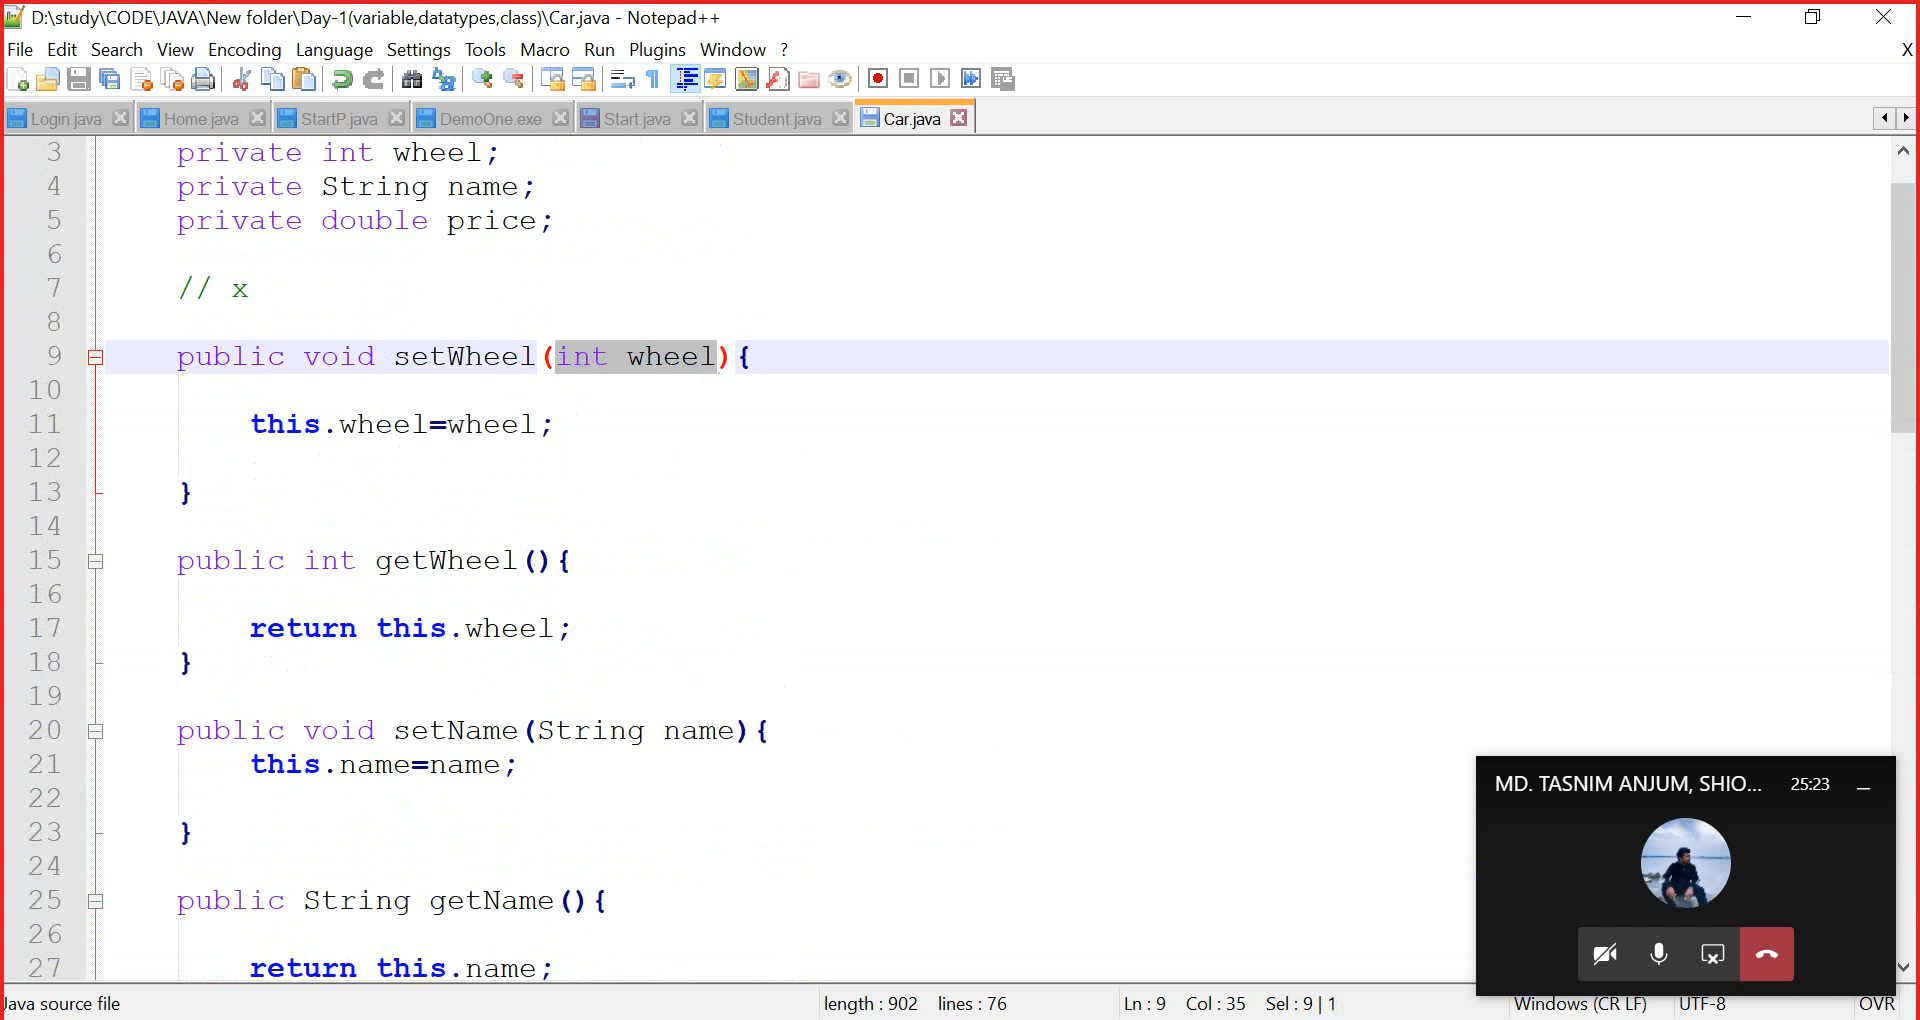 D:\study\CODE\JAVA\New folder\Day-1(variable,datatypes,class)\Car.java - Notepad++
File Edit Search View Encoding Language Settings Tools Macro Run Plugins Window ? X
Login.java Home.java StartP.java DemoOne.exe Start.java Student.java Car.java
3 private int wheel;
4 private String name;
5 private double price;
6
7 // x
8
9 public void setWheel(int wheel){
10
11 this.wheel=wheel;
12
13 }
14
15 public int getWheel(){
16
17 return this.wheel;
18 }
19
20 public void setName(String name){
21 this.name=name;
22
23 }
24
25 public String getName(){
26
27 return this.name;
MD. TASNIM ANJUM, SHIO... 25:23
Java source file length : 902 lines : 76 Ln : 9 Col : 35 Sel : 9 | 1 Windows (CR LF) UTF-8 OVR